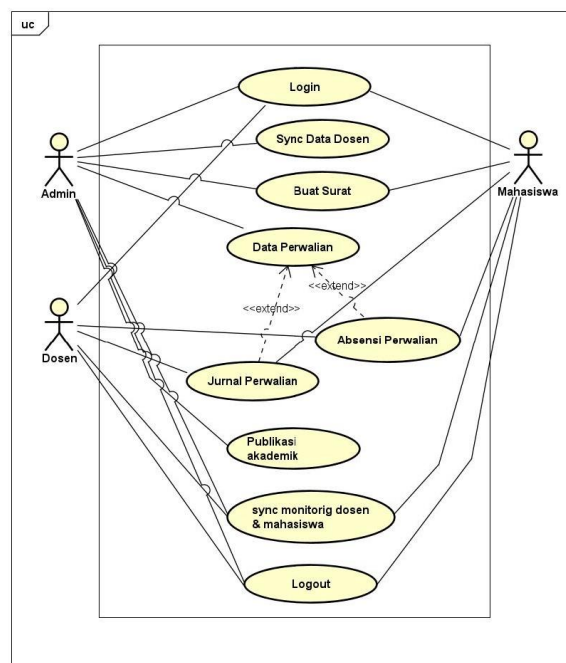 uc
Login
Sync Data Dosen
Admin
Mahasiswa
Buat Surat
Data Perwalian
<<extend>>
<<extend>>
Dosen
Absensi Perwalian
Jurnal Perwalian
Publikasi
akademik
sync monitorig dosen
& mahasiswa
Logout